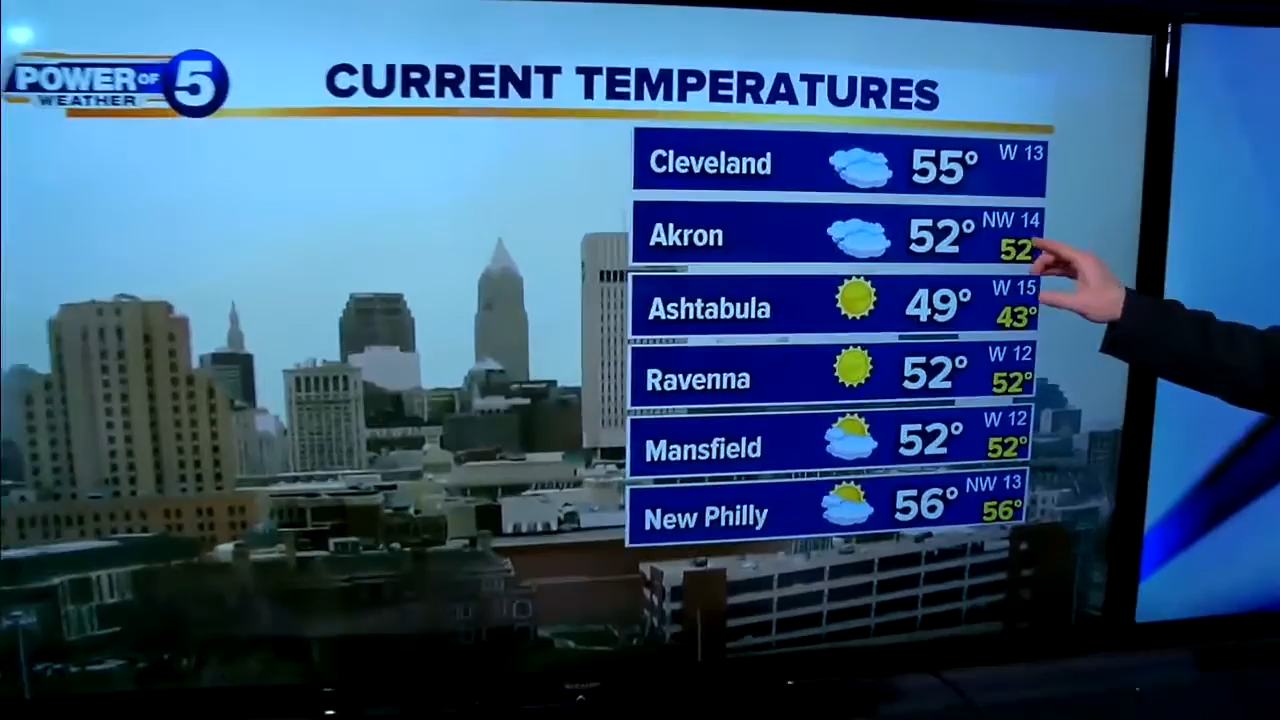 POWER OF 5
WEATHER
CURRENT TEMPERATURES
Cleveland 55° W 13
Akron 52° NW 14
52
Ashtabula 49° W 15
43°
Ravenna 52° W 12
52°
Mansfield 52° W 12
52°
New Philly 56° NW 13
56°